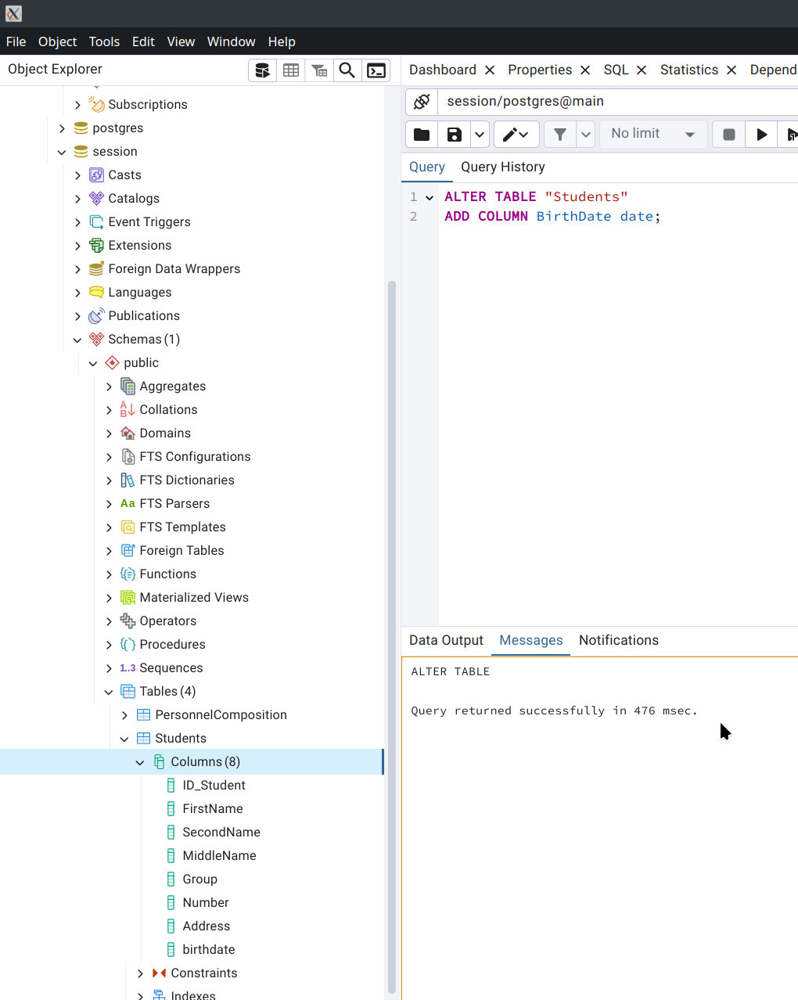 File Object Tools Edit View Window Help
Object Explorer
Subscriptions
postgres
session
Casts
Catalogs
Event Triggers
Extensions
Foreign Data Wrappers
Languages
Publications
Schemas (1)
public
Aggregates
Collations
Domains
FTS Configurations
FTS Dictionaries
Aa FTS Parsers
FTS Templates
Foreign Tables
Functions
Materialized Views
Operators
Procedures
1..3 Sequences
Tables (4)
PersonnelComposition
Students
Columns (8)
ID_Student
FirstName
SecondName
MiddleName
Group
Number
Address
birthdate
Constraints
Indexes
Dashboard Properties SQL Statistics Depend
session/postgres@main
No limit
Query Query History
1 ALTER TABLE "Students"
2 ADD COLUMN BirthDate date;
Data Output Messages Notifications
ALTER TABLE
Query returned successfully in 476 msec.